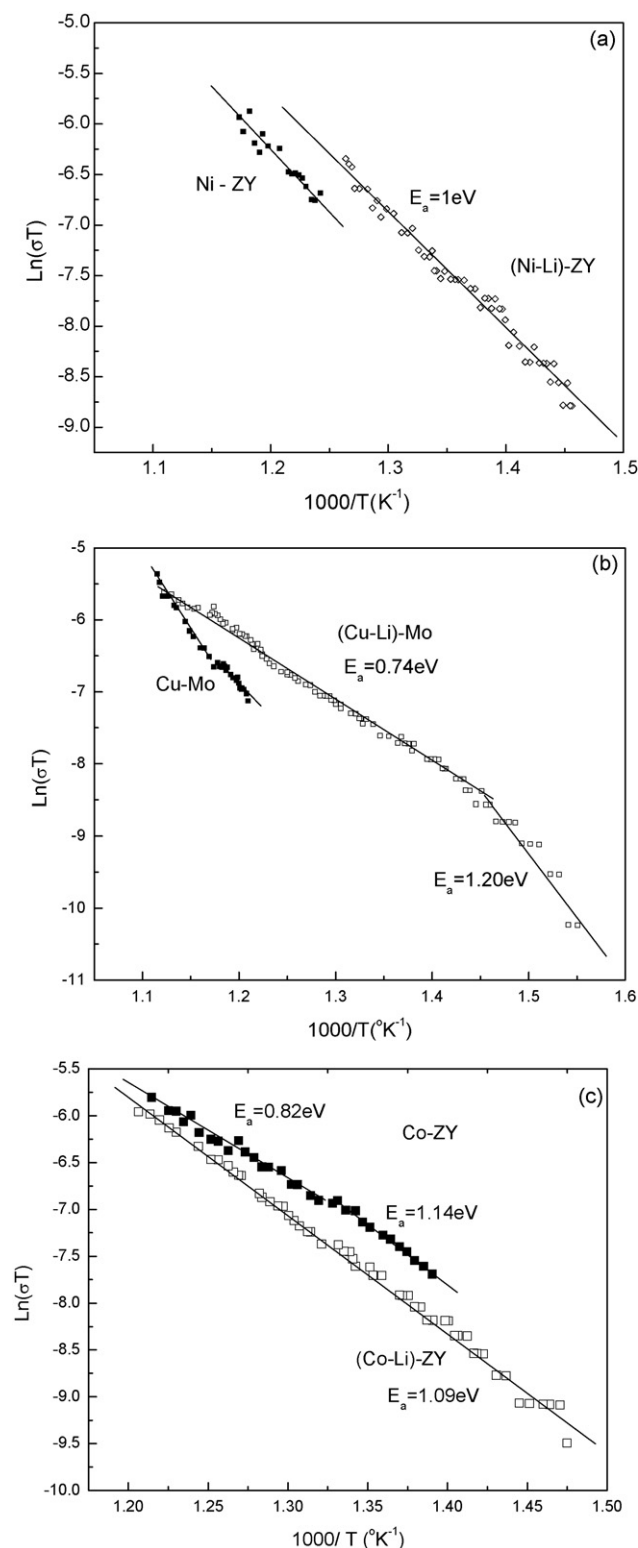 (a)
-5.0
-5.5
-6.0
-6.5
-7.0
-7.5
-8.0
-8.5
-9.0
Ln(σT)
Ni - ZY
E_a=1eV
(Ni-Li)-ZY
1.1 1.2 1.3 1.4 1.5
1000/T(K⁻¹)
(b)
-5
-6
-7
-8
-9
-10
-11
Ln(σT)
(Cu-Li)-Mo
E_a=0.74eV
Cu-Mo
E_a=1.20eV
1.1 1.2 1.3 1.4 1.5 1.6
1000/T(°K⁻¹)
(c)
-5.5
-6.0
-6.5
-7.0
-7.5
-8.0
-8.5
-9.0
-9.5
-10.0
Ln(σT)
E_a=0.82eV
Co-ZY
E_a=1.14eV
(Co-Li)-ZY
E_a=1.09eV
1.20 1.25 1.30 1.35 1.40 1.45 1.50
1000/ T (°K⁻¹)